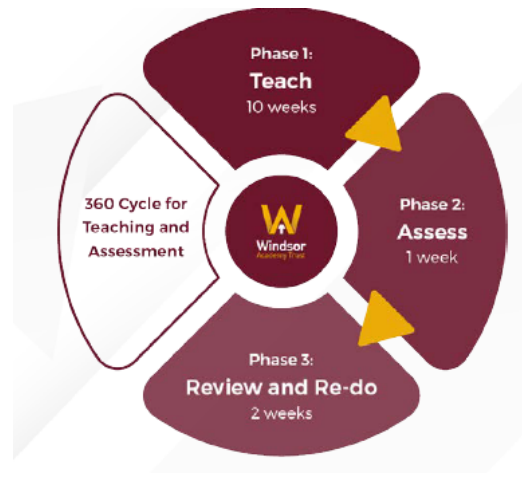 Phase 1:
Teach
10 weeks
360 Cycle for
Teaching and
Assessment
Windsor
Academy Trust
Phase 2:
Assess
1 week
Phase 3:
Review and Re-do
2 weeks